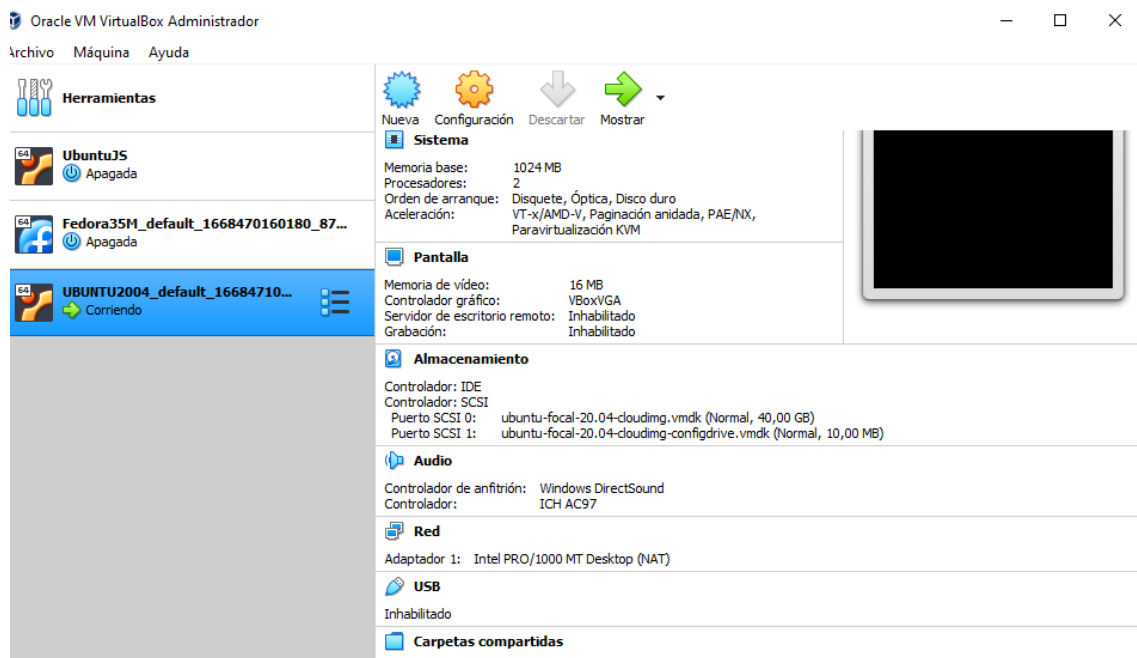 Oracle VM VirtualBox Administrador
Archivo Máquina Ayuda
Herramientas
64 UbuntuJS
Apagada
64 Fedora35M_default_1668470160180_87...
Apagada
64 UBUNTU2004_default_16684710...
Corriendo
Nueva Configuración Descartar Mostrar
Sistema
Memoria base: 1024 MB
Procesadores: 2
Orden de arranque: Disquete, Óptica, Disco duro
Aceleración: VT-x/AMD-V, Paginación anidada, PAE/NX,
Paravirtualización KVM
Pantalla
Memoria de vídeo: 16 MB
Controlador gráfico: VBoxVGA
Servidor de escritorio remoto: Inhabilitado
Grabación: Inhabilitado
Almacenamiento
Controlador: IDE
Controlador: SCSI
Puerto SCSI 0: ubuntu-focal-20.04-cloudimg.vmdk (Normal, 40,00 GB)
Puerto SCSI 1: ubuntu-focal-20.04-cloudimg-configdrive.vmdk (Normal, 10,00 MB)
Audio
Controlador de anfitrión: Windows DirectSound
Controlador: ICH AC97
Red
Adaptador 1: Intel PRO/1000 MT Desktop (NAT)
USB
Inhabilitado
Carpetas compartidas